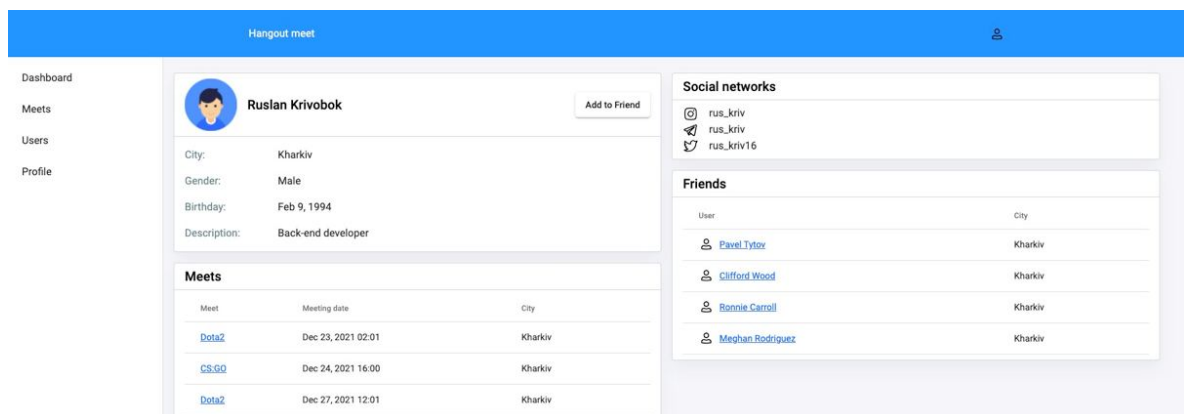 Hangout meet
Dashboard
Meets
Users
Profile
Ruslan Krivobok
Add to Friend
City: Kharkiv
Gender: Male
Birthday: Feb 9, 1994
Description: Back-end developer
Meets
Meet Meeting date City
Dota2 Dec 23, 2021 02:01 Kharkiv
CS:GO Dec 24, 2021 16:00 Kharkiv
Dota2 Dec 27, 2021 12:01 Kharkiv
Social networks
rus_kriv
rus_kriv
rus_kriv16
Friends
User City
Pavel Tytov Kharkiv
Clifford Wood Kharkiv
Ronnie Carroll Kharkiv
Meghan Rodriguez Kharkiv